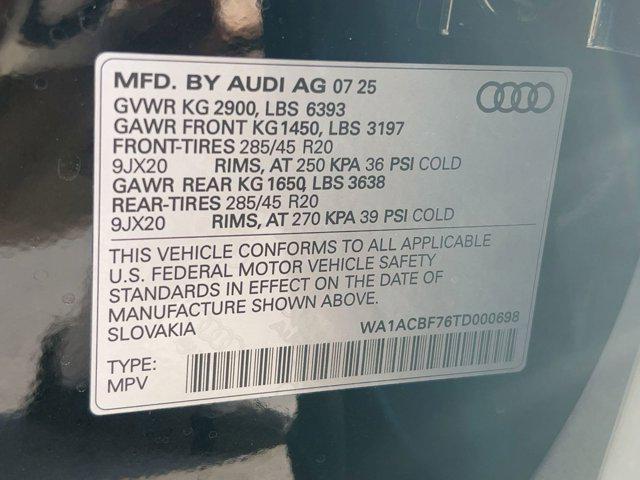 MFD. BY AUDI AG 07 25
GVWR KG 2900, LBS 6393
GAWR FRONT KG 1450, LBS 3197
FRONT-TIRES 285/45 R20
9JX20 RIMS, AT 250 KPA 36 PSI COLD
GAWR REAR KG 1650, LBS 3638
REAR-TIRES 285/45 R20
9JX20 RIMS, AT 270 KPA 39 PSI COLD
THIS VEHICLE CONFORMS TO ALL APPLICABLE
U.S. FEDERAL MOTOR VEHICLE SAFETY
STANDARDS IN EFFECT ON THE DATE OF
MANUFACTURE SHOWN ABOVE.
SLOVAKIA
WA1ACBF76TD000698
TYPE:
MPV